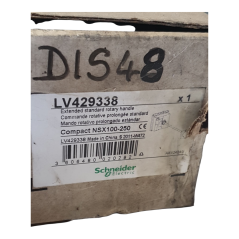 DIS48
LV429338 x 1
Extended standard rotary handle
Commande rotative prolongée standard
Mando rotativo prolongado estándar
Compact NSX100-250
LV429338 Made in China
Schneider
Electric